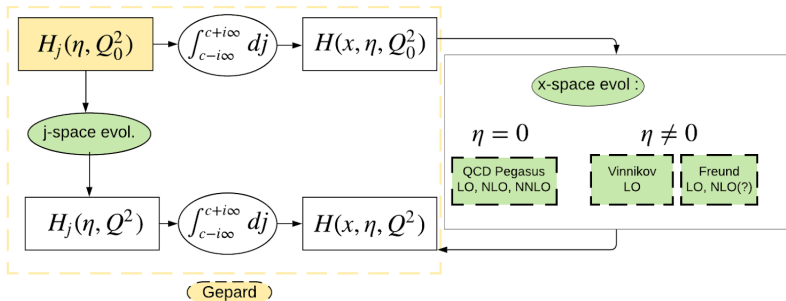 H_j(η, Q_0^2)
∫_{c-i∞}^{c+i∞} dj
H(x, η, Q_0^2)
x-space evol :
j-space evol.
η = 0
η ≠ 0
QCD Pegasus
LO, NLO, NNLO
Vinnikov
LO
Freund
LO, NLO(?)
H_j(η, Q^2)
∫_{c-i∞}^{c+i∞} dj
H(x, η, Q^2)
Gepard